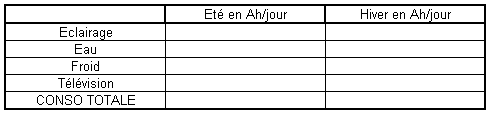 Eté en Ah/jour Hiver en Ah/jour
Eclairage
Eau
Froid
Télévision
CONSO TOTALE